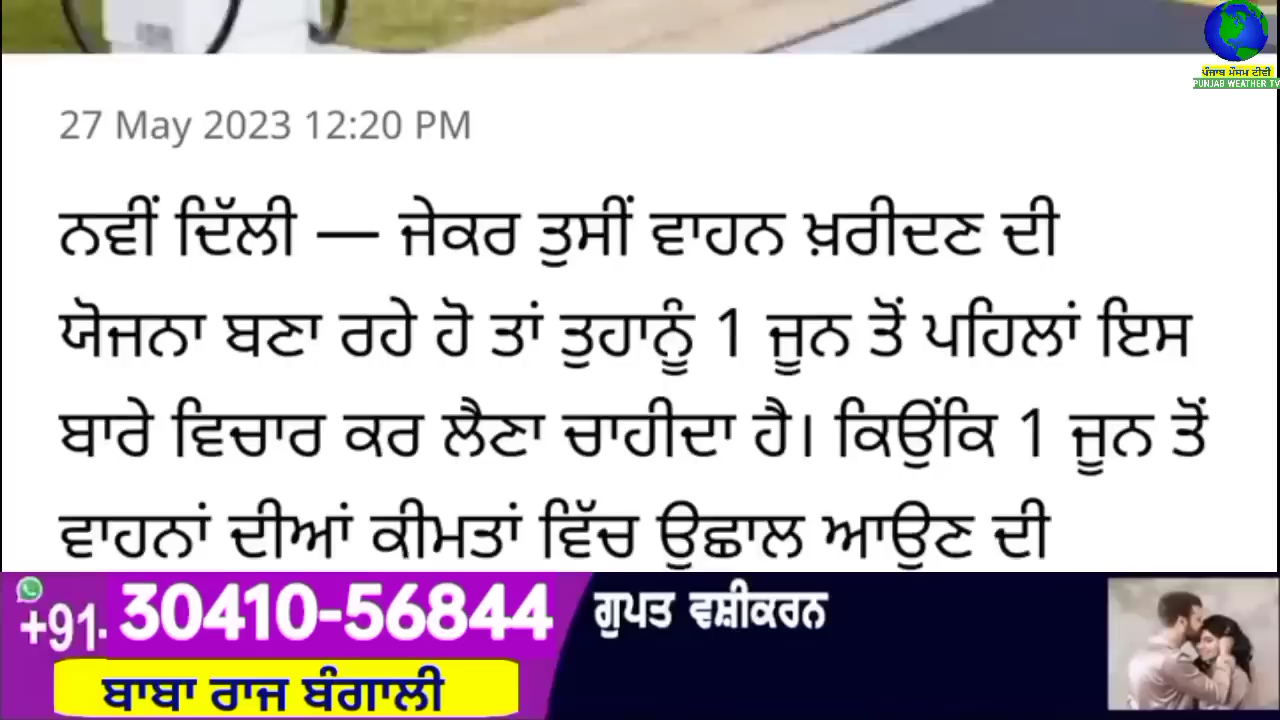 ਪੰਜਾਬ ਮੌਸਮ ਟੀਵੀ
PUNJAB WEATHER TV
27 May 2023 12:20 PM
ਨਵੀਂ ਦਿੱਲੀ — ਜੇਕਰ ਤੁਸੀਂ ਵਾਹਨ ਖ਼ਰੀਦਣ ਦੀ
ਯੋਜਨਾ ਬਣਾ ਰਹੇ ਹੋ ਤਾਂ ਤੁਹਾਨੂੰ 1 ਜੂਨ ਤੋਂ ਪਹਿਲਾਂ ਇਸ
ਬਾਰੇ ਵਿਚਾਰ ਕਰ ਲੈਣਾ ਚਾਹੀਦਾ ਹੈ। ਕਿਉਂਕਿ 1 ਜੂਨ ਤੋਂ
ਵਾਹਨਾਂ ਦੀਆਂ ਕੀਮਤਾਂ ਵਿੱਚ ਉਛਾਲ ਆਉਣ ਦੀ
+91- 30410-56844
ਗੁਪਤ ਵਸ਼ੀਕਰਨ
ਬਾਬਾ ਰਾਜ ਬੰਗਾਲੀ